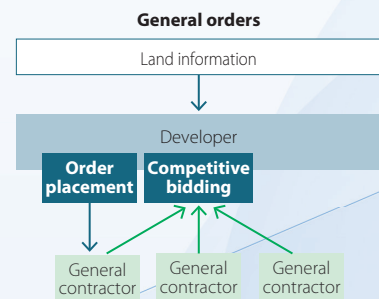 General orders
Land information
Developer
Order
placement
Competitive
bidding
General
contractor
General
contractor
General
contractor